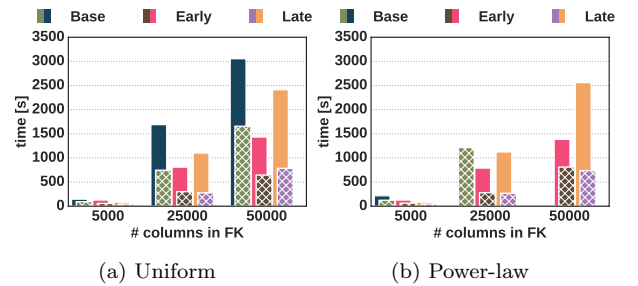 Base Early Late Base Early Late
3500 3500
3000 3000
2500 2500
2000 2000
1500 1500
1000 1000
500 500
0 0
time [s] time [s]
5000 25000 50000 5000 25000 50000
# columns in FK # columns in FK
(a) Uniform (b) Power-law